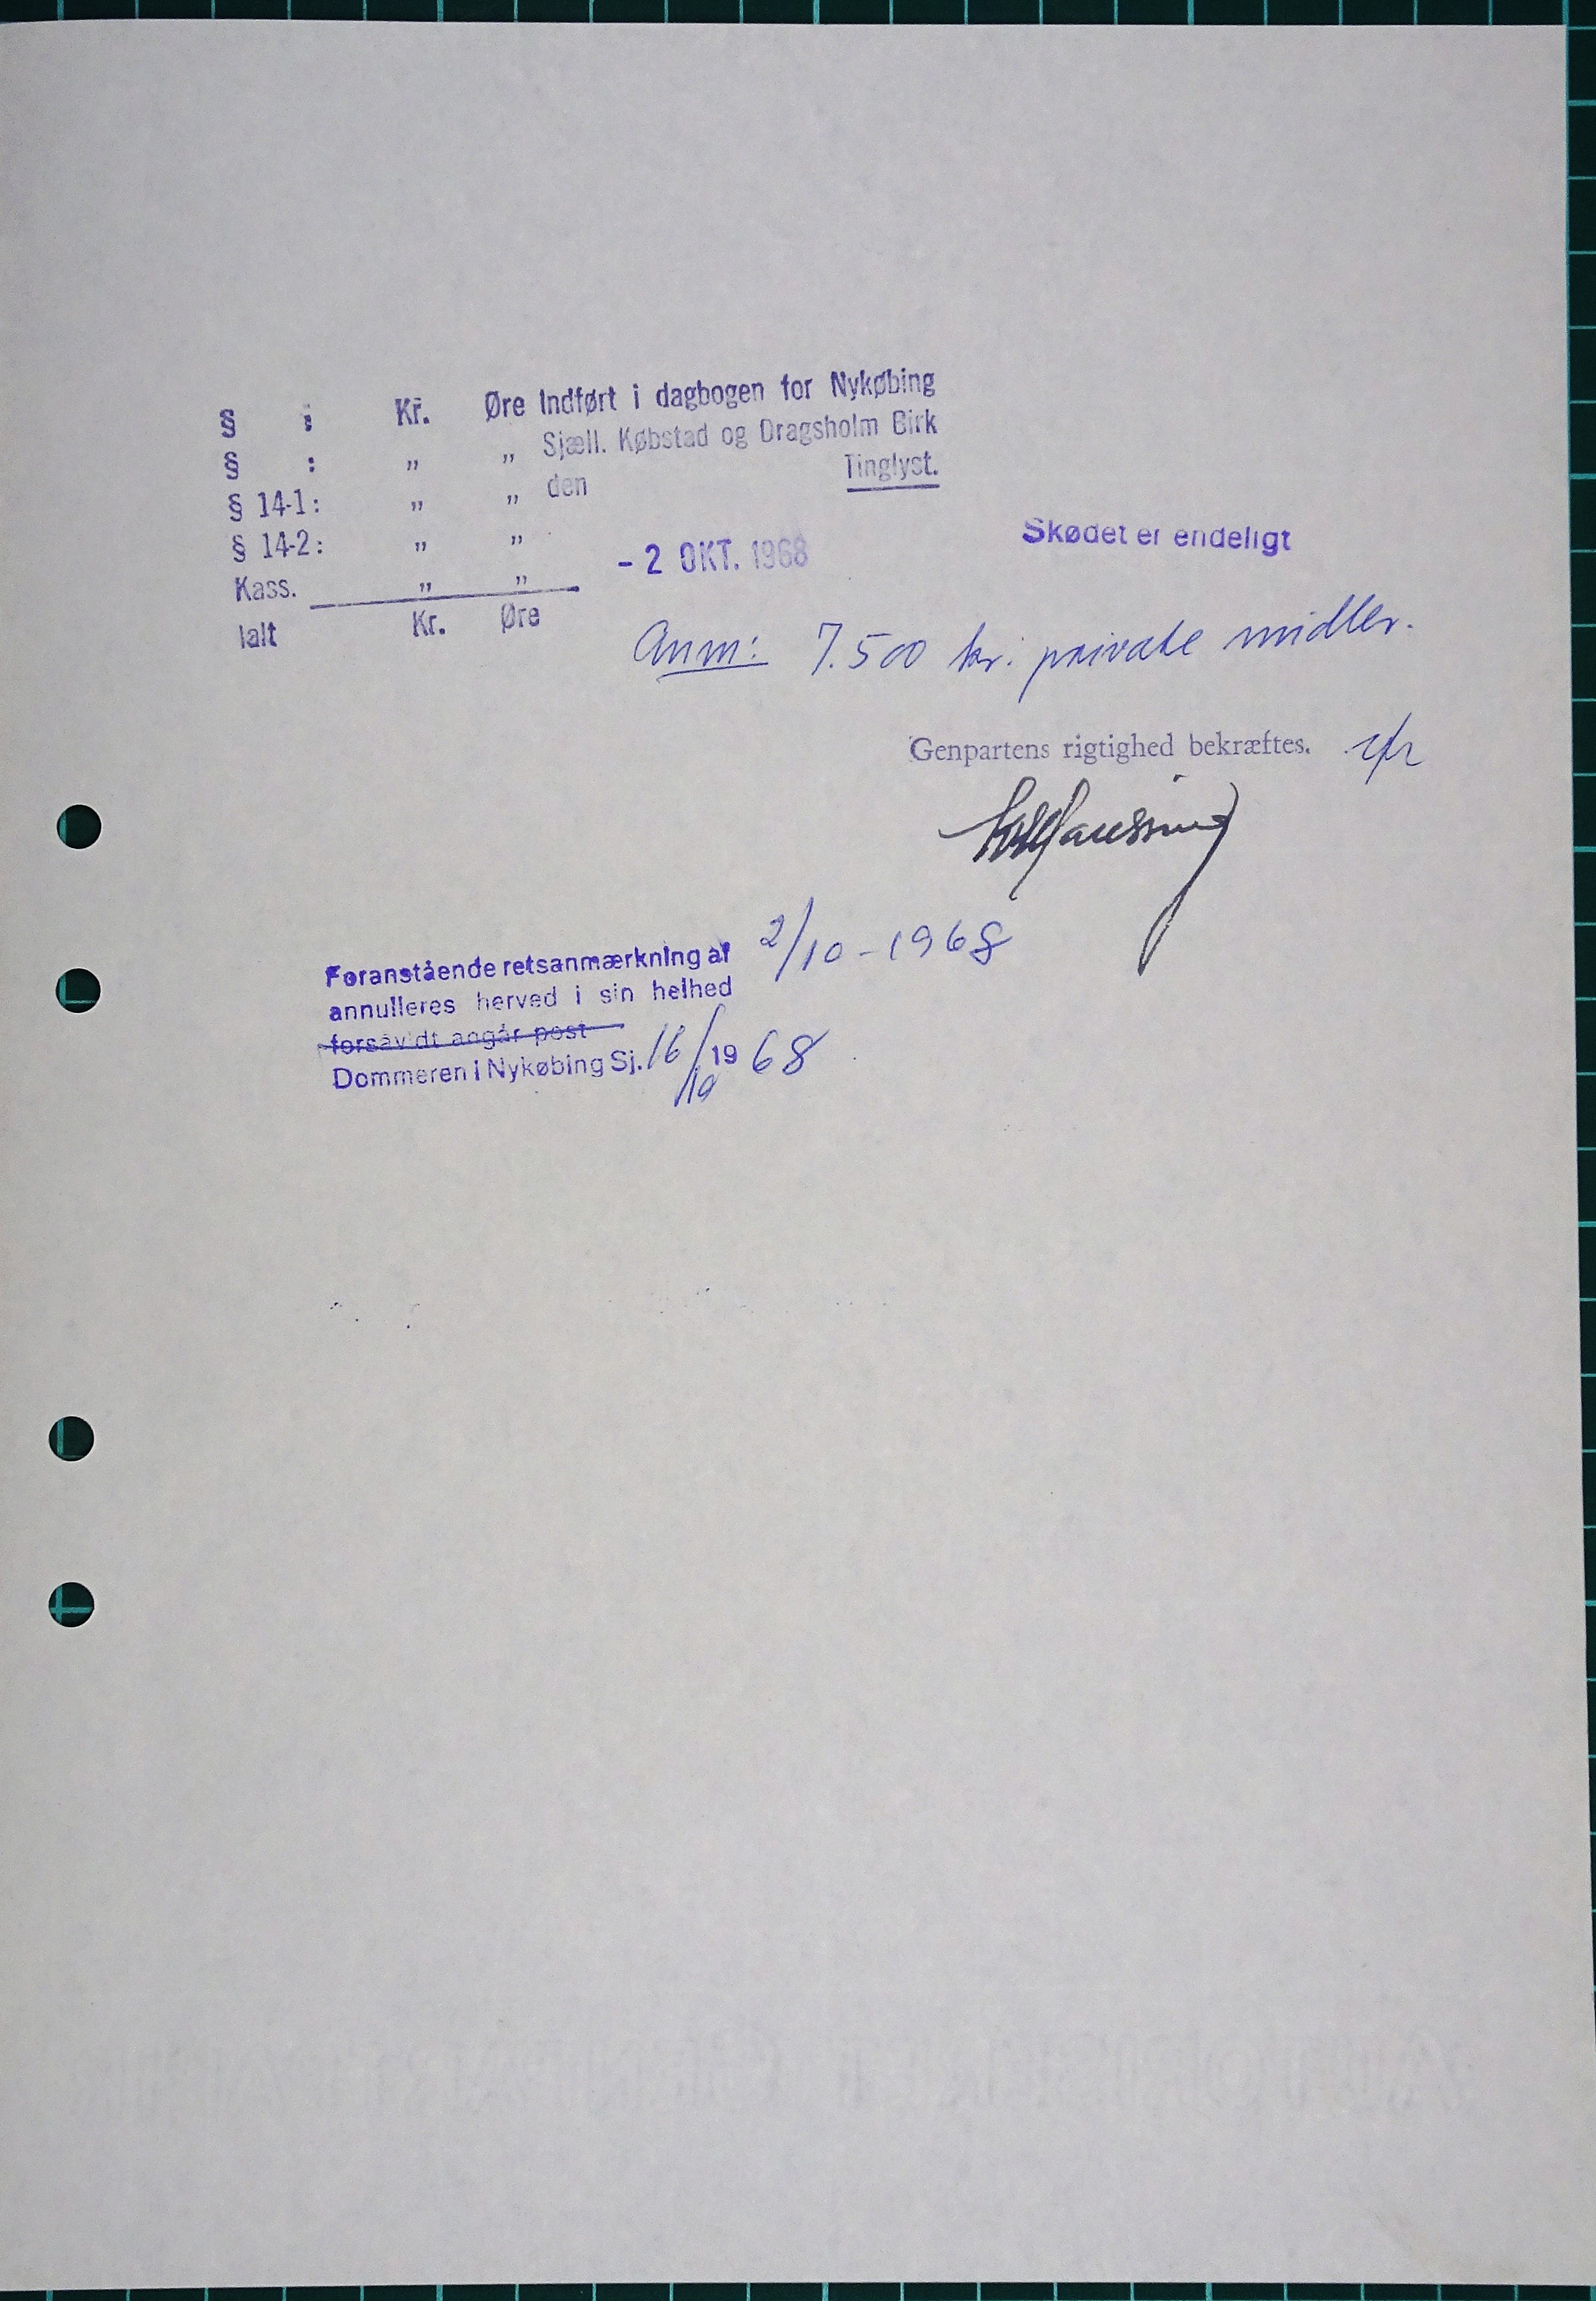 § : Kr. Øre Indført i dagbogen for Nykøbing
§ : " " Sjæll. Købstad og Dragsholm Birk
§ 14-1: " " den Tinglyst.
§ 14-2: " "
Kass. " "
Ialt Kr. Øre
- 2 OKT. 1968
Skødet er endeligt
Anm: 7.500 kr. private midler.
Genpartens rigtighed bekræftes.
Foranstående retsanmærkning af 2/10-1968
annulleres herved i sin helhed
forsåvidt angår post
Dommeren i Nykøbing Sj. 16/10 1968